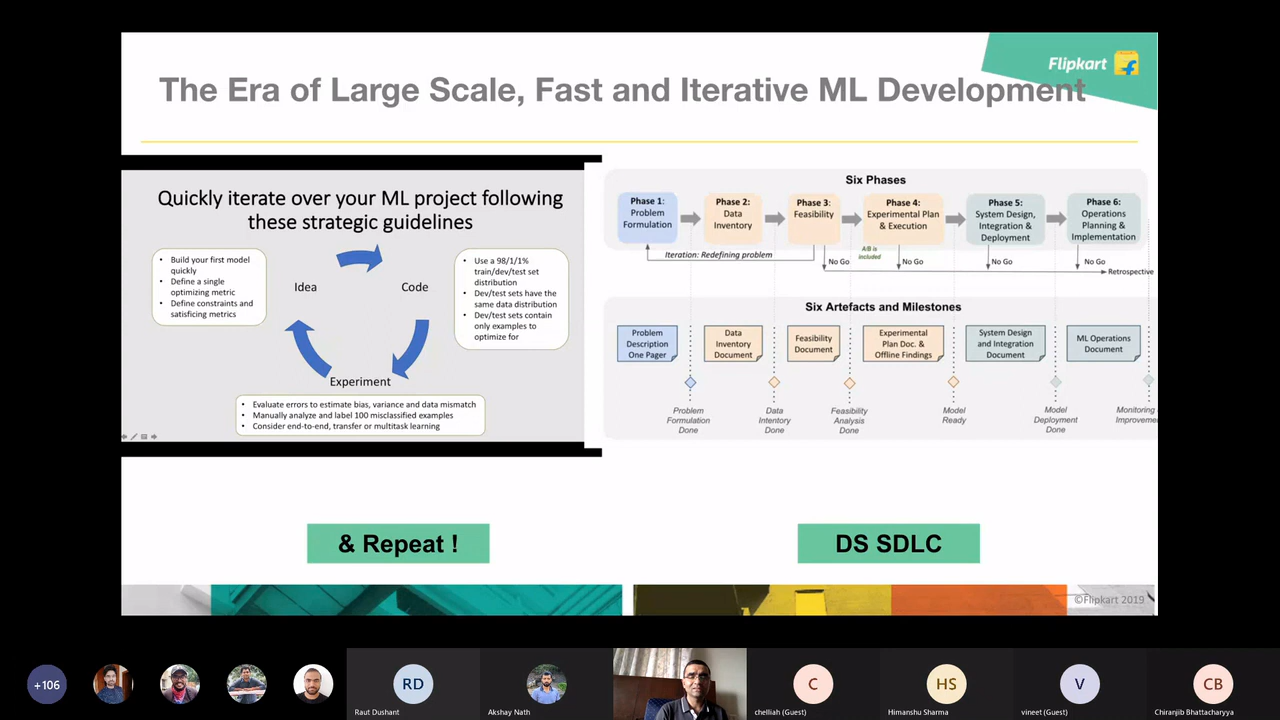 Flipkart
The Era of Large Scale, Fast and Iterative ML Development
Quickly iterate over your ML project following
these strategic guidelines
• Build your first model
quickly
• Define a single
optimizing metric
• Define constraints and
satisficing metrics
Idea
Code
• Use a 98/1/1%
train/dev/test set
distribution
• Dev/test sets have the
same data distribution
• Dev/test sets contain
only examples to
optimize for
Experiment
• Evaluate errors to estimate bias, variance and data mismatch
• Manually analyze and label 100 misclassified examples
• Consider end-to-end, transfer or multitask learning
Six Phases
Phase 1:
Problem
Formulation
Phase 2:
Data
Inventory
Phase 3:
Feasibility
Phase 4:
Experimental Plan
& Execution
Phase 5:
System Design,
Integration &
Deployment
Phase 6:
Operations
Planning &
Implementation
Iteration: Redefining problem
No Go
A/B is
included
No Go
No Go
No Go
Retrospective
Six Artefacts and Milestones
Problem
Description
One Pager
Data
Inventory
Document
Feasibility
Document
Experimental
Plan Doc. &
Offline Findings
System Design
and Integration
Document
ML Operations
Document
Problem
Formulation
Done
Data
Intentory
Done
Feasibility
Analysis
Done
Model
Ready
Model
Deployment
Done
Monitoring
Improveme
& Repeat !
DS SDLC
©Flipkart 2019
+106
RD
Raut Dushant
Akshay Nath
C
chelliah (Guest)
HS
Himanshu Sharma
V
vineet (Guest)
CB
Chiranjib Bhattacharyya